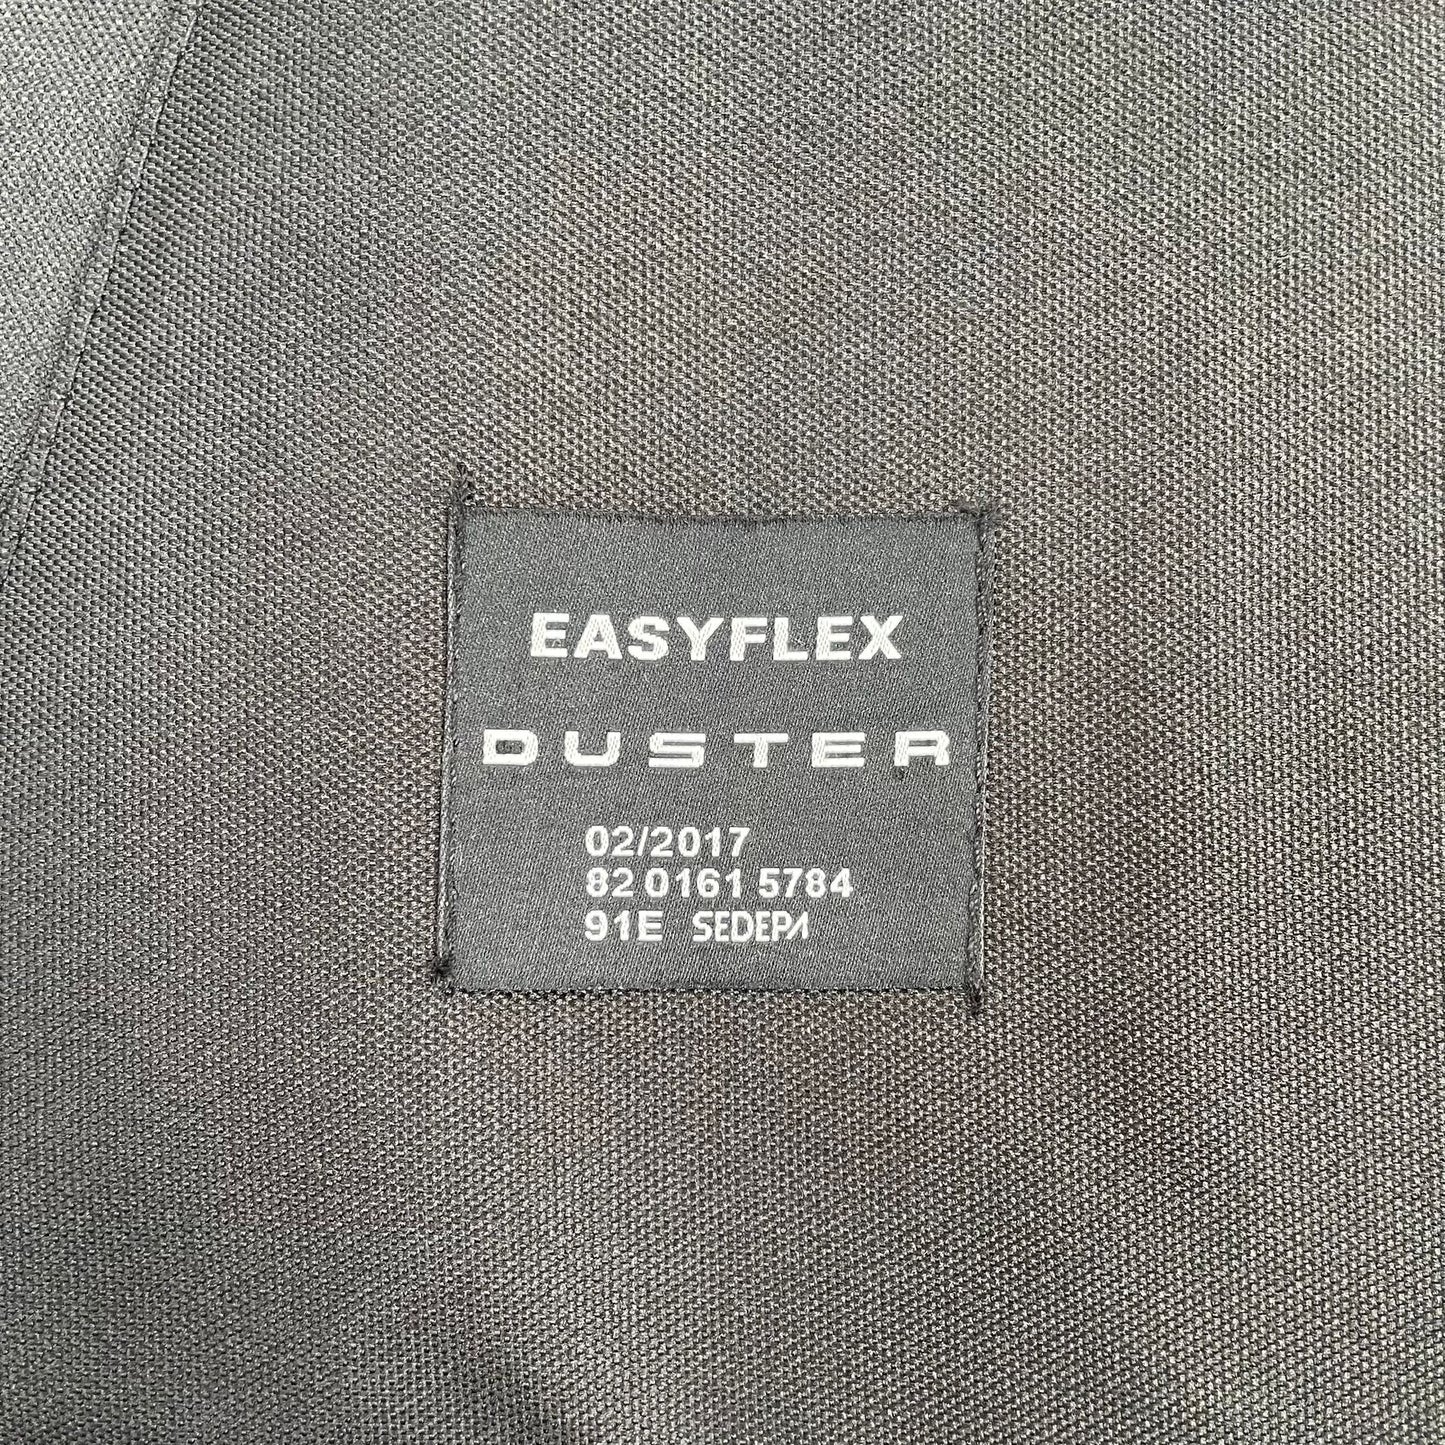 EASYFLEX
DUSTER
02/2017
82 0161 5784
91E SEDEPA